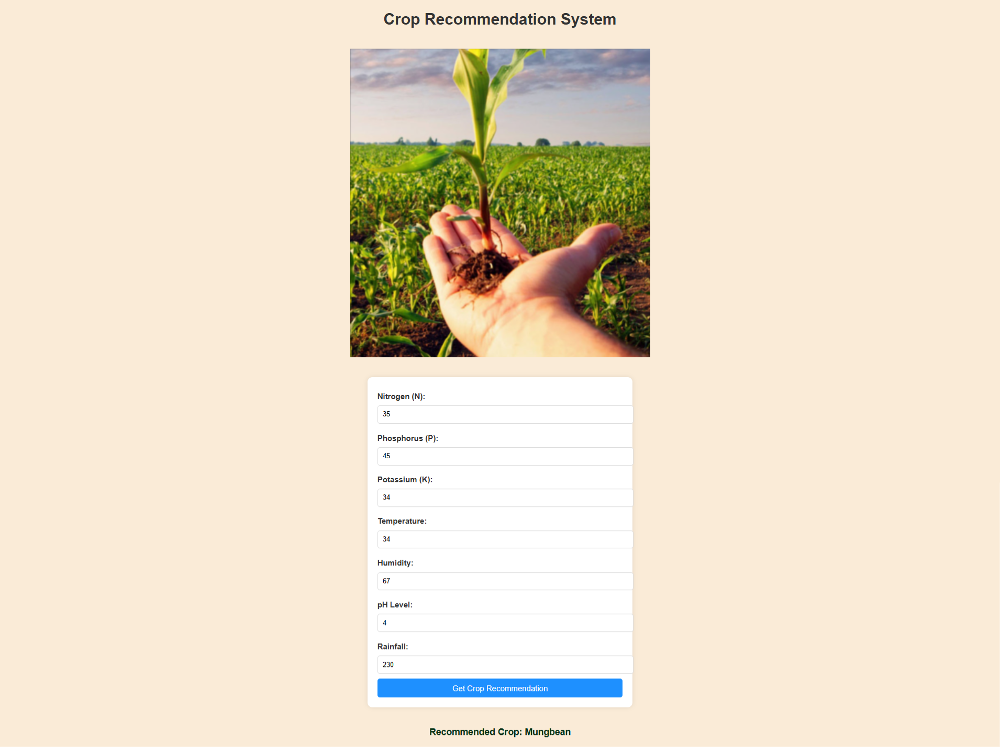 Crop Recommendation System
Nitrogen (N):
35
Phosphorus (P):
45
Potassium (K):
34
Temperature:
34
Humidity:
67
pH Level:
4
Rainfall:
230
Get Crop Recommendation
Recommended Crop: Mungbean